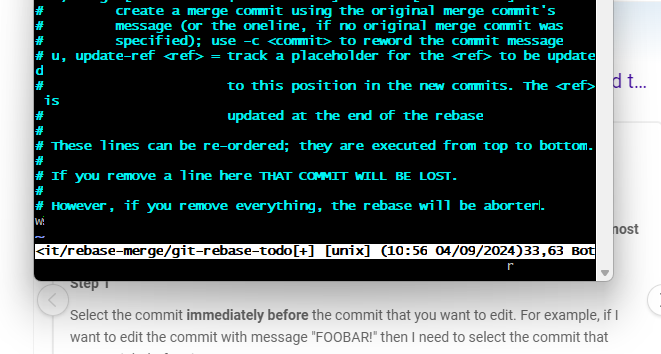 #         create a merge commit using the original merge commit's
#         message (or the oneline, if no original merge commit was
#         specified); use -c <commit> to reword the commit message
# u, update-ref <ref> = track a placeholder for the <ref> to be update
d
#                       to this position in the new commits. The <ref>
is
#                       updated at the end of the rebase
#
# These lines can be re-ordered; they are executed from top to bottom.
#
# If you remove a line here THAT COMMIT WILL BE LOST.
#
# However, if you remove everything, the rebase will be aborter.
~
<it/rebase-merge/git-rebase-todo[+] [unix] (10:56 04/09/2024)33,63 Bot
r
d t...
most
Step 1
Select the commit immediately before the commit that you want to edit. For example, if I
want to edit the commit with message "FOOBAR!" then I need to select the commit that